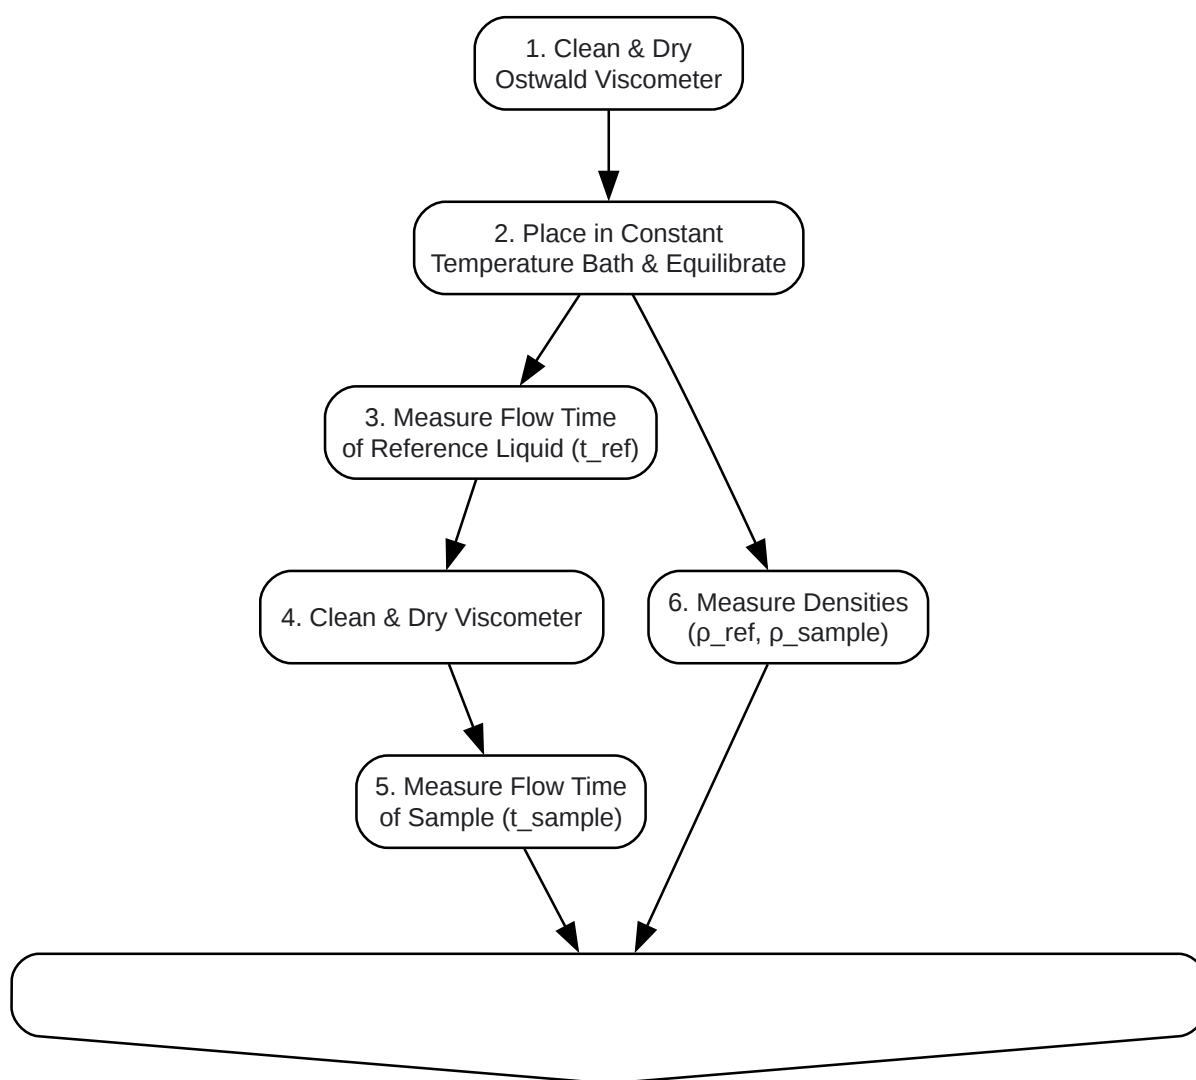 1. Clean & Dry
Ostwald Viscometer
2. Place in Constant
Temperature Bath & Equilibrate
3. Measure Flow Time
of Reference Liquid (t_ref)
4. Clean & Dry Viscometer
6. Measure Densities
(ρ_ref, ρ_sample)
5. Measure Flow Time
of Sample (t_sample)